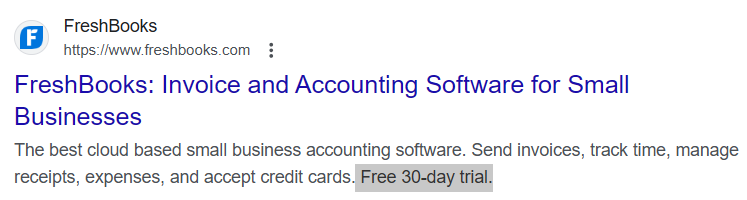 FreshBooks
https://www.freshbooks.com
FreshBooks: Invoice and Accounting Software for Small
Businesses
The best cloud based small business accounting software. Send invoices, track time, manage
receipts, expenses, and accept credit cards. Free 30-day trial.